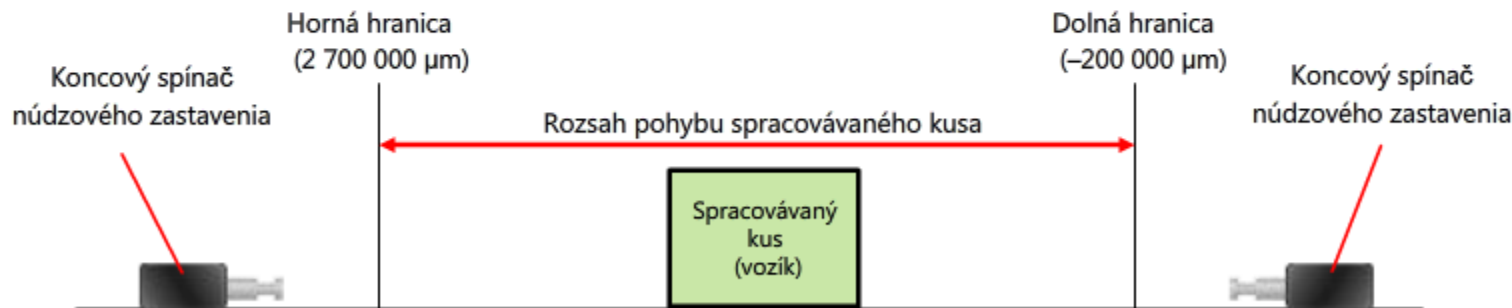 Horná hranica
(2 700 000 µm)
Dolná hranica
(–200 000 µm)
Koncový spínač
núdzového zastavenia
Koncový spínač
núdzového zastavenia
Rozsah pohybu spracovávaného kusa
Spracovávaný
kus
(vozík)